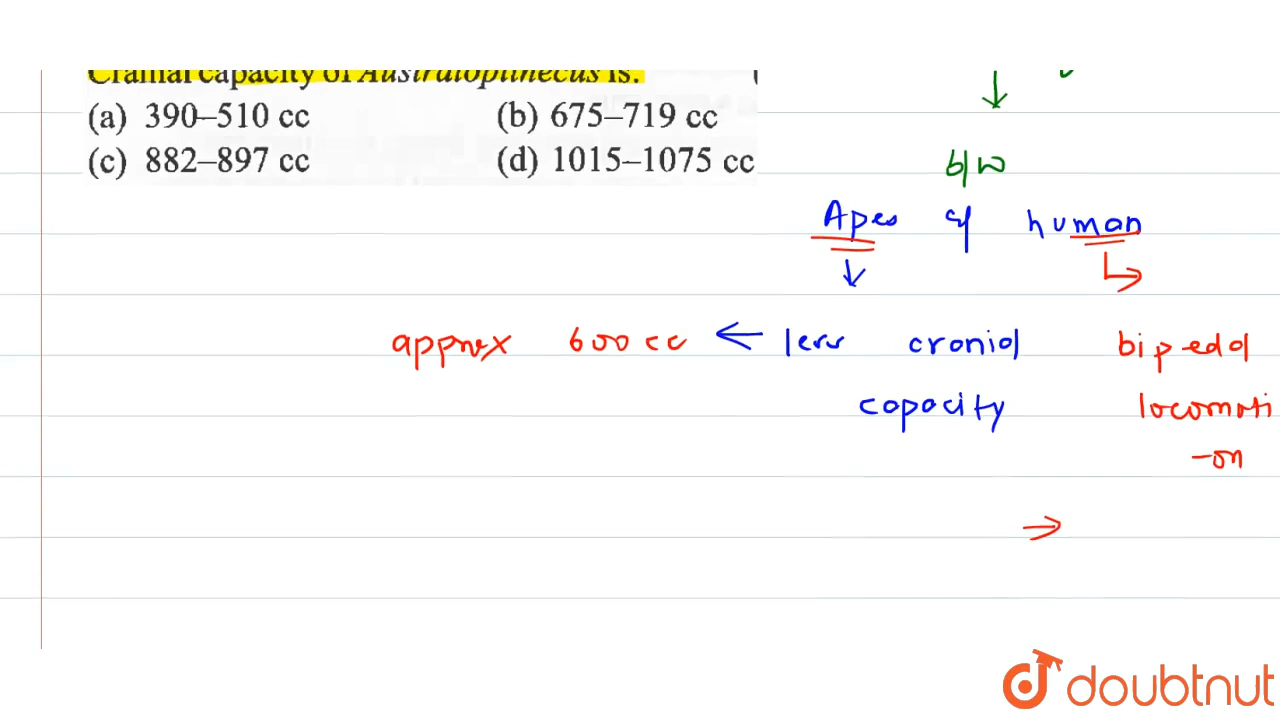 Cranial capacity of Australopithecus is:
(a) 390–510 cc (b) 675–719 cc
(c) 882–897 cc (d) 1015–1075 cc
b/w
Apes & human
approx 600 cc ← less cranial bipedal
capacity locomoti
-on
doubtnut